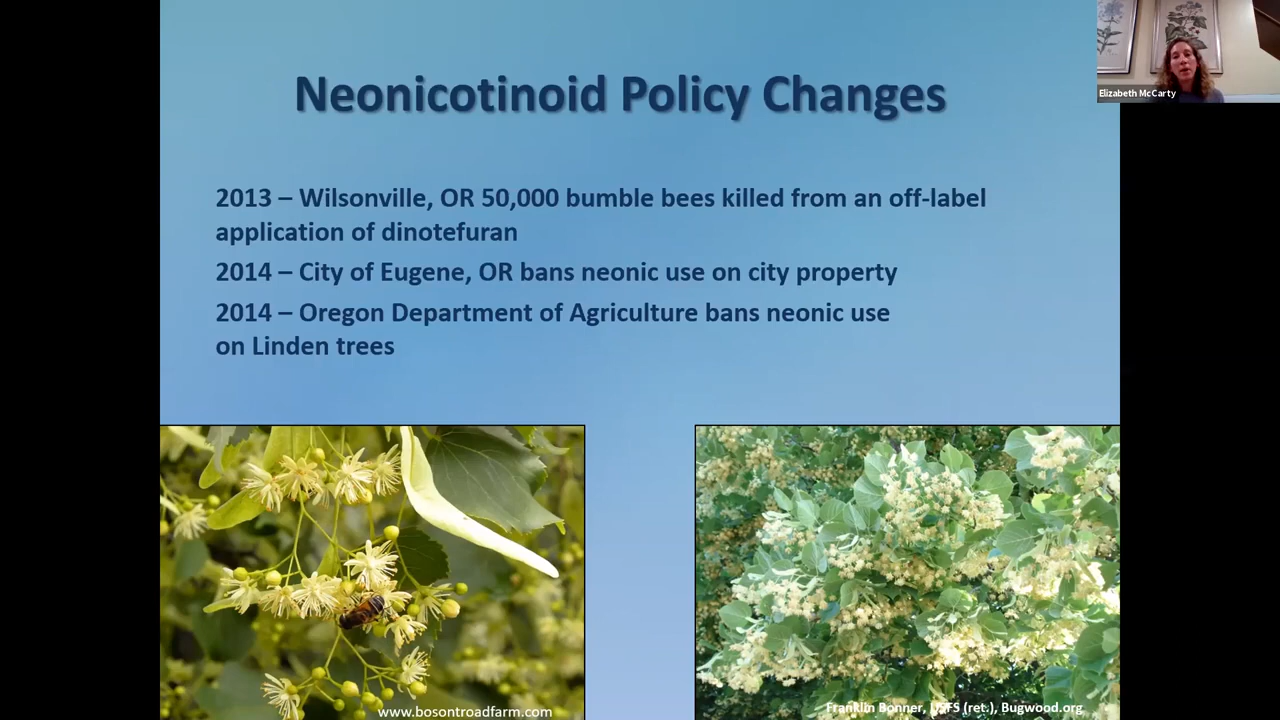 Neonicotinoid Policy Changes
Elizabeth McCarty
2013 – Wilsonville, OR 50,000 bumble bees killed from an off-label
application of dinotefuran
2014 – City of Eugene, OR bans neonic use on city property
2014 – Oregon Department of Agriculture bans neonic use
on Linden trees
www.bosontroadfarm.com
Franklin Bonner, USFS (ret.), Bugwood.org